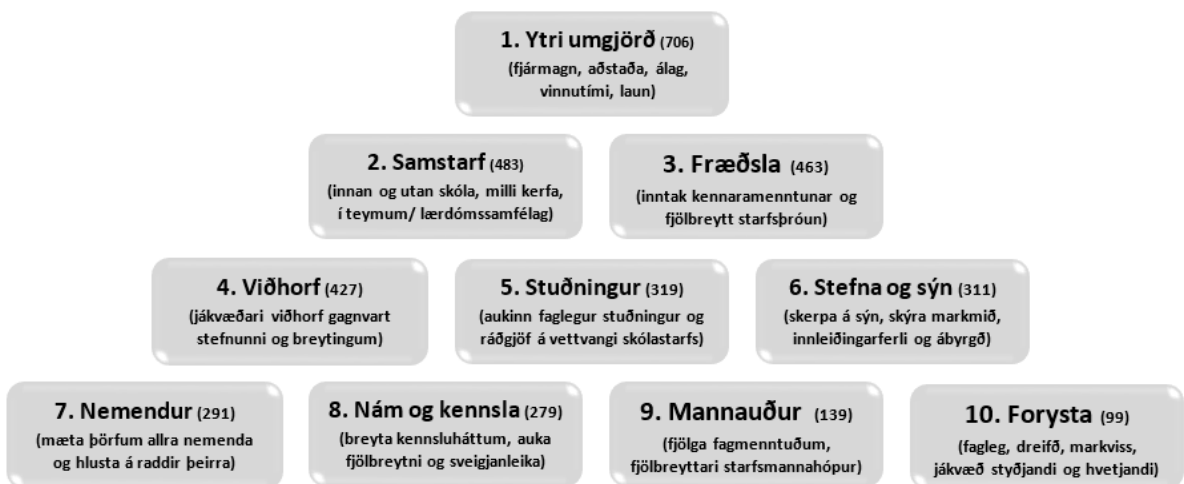 1. Ytri umgjörð (706)
(fjármagn, aðstaða, álag,
vinnutími, laun)
2. Samstarf (483)
(innan og utan skóla, milli kerfa,
í teymum/ lærdómssamfélag)
3. Fræðsla (463)
(inntak kennaramenntunar og
fjölbreytt starfsþróun)
4. Viðhorf (427)
(jákvæðari viðhorf gagnvart
stefnunni og breytingum)
5. Stuðningur (319)
(aukinn faglegur stuðningur og
ráðgjöf á vettvangi skólastarfs)
6. Stefna og sýn (311)
(skerpa á sýn, skýra markmið,
innleiðingarferli og ábyrgð)
7. Nemendur (291)
(mæta þörfum allra nemenda
og hlusta á raddir þeirra)
8. Nám og kennsla (279)
(breyta kennsluháttum, auka
fjölbreytni og sveigjanleika)
9. Mannauður (139)
(fjölga fagmenntuðum,
fjölbreyttari starfsmannahópur)
10. Forysta (99)
(fagleg, dreifð, markviss,
jákvæð styðjandi og hvetjandi)